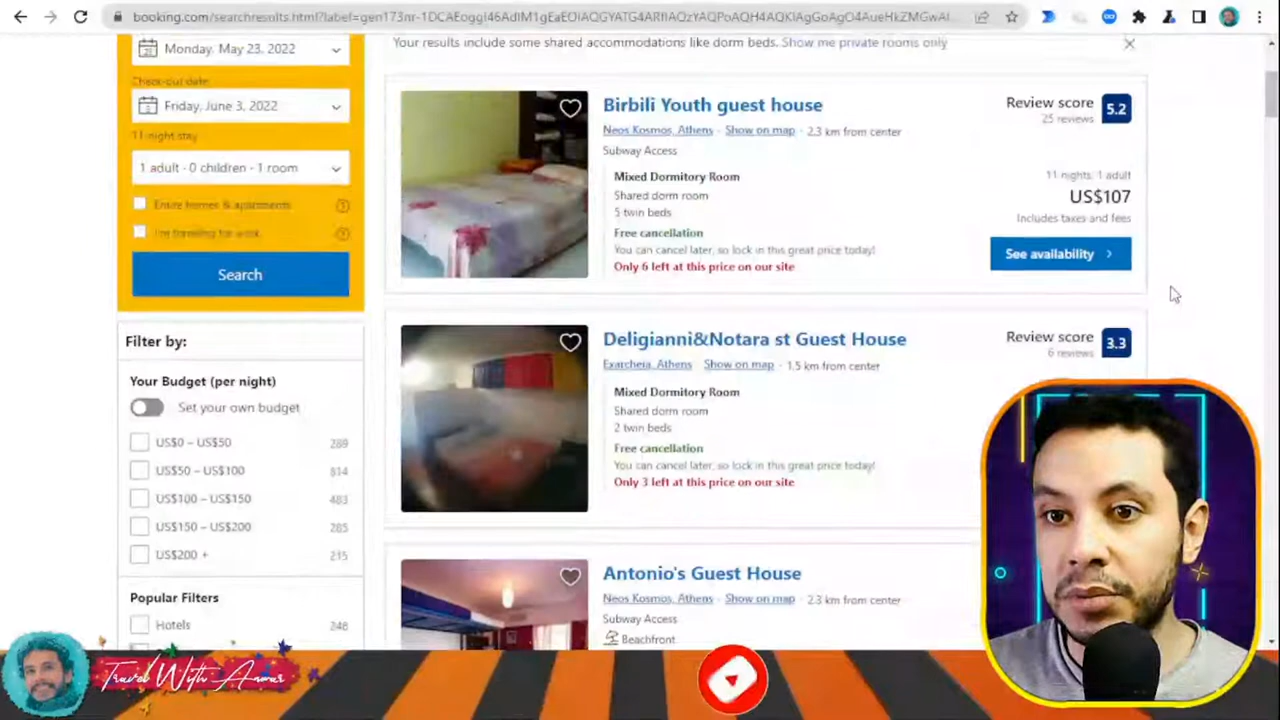 booking.com/searchresults.html?label=gen173nr-1DCAEoggI46AdIM1gEaEOIAQGYATG4ARfIAQzYAQPoAQH4AQKIAgGoAgO4AueHkZMGwAI...
Monday, May 23, 2022
Your results include some shared accommodations like dorm beds. Show me private rooms only
Check-out date
Friday, June 3, 2022
11-night stay
1 adult · 0 children · 1 room
Entire homes & apartments
I'm traveling for work
Search
Filter by:
Your Budget (per night)
Set your own budget
US$0 – US$50 289
US$50 – US$100 814
US$100 – US$150 483
US$150 – US$200 285
US$200 + 215
Popular Filters
Hotels 248
Birbili Youth guest house
Neos Kosmos, Athens · Show on map · 2.3 km from center
Subway Access
Mixed Dormitory Room
Shared dorm room
5 twin beds
Free cancellation
You can cancel later, so lock in this great price today!
Only 6 left at this price on our site
Review score 5.2
25 reviews
11 nights, 1 adult
US$107
Includes taxes and fees
See availability
Deligianni&Notara st Guest House
Exarcheia, Athens · Show on map · 1.5 km from center
Mixed Dormitory Room
Shared dorm room
2 twin beds
Free cancellation
You can cancel later, so lock in this great price today!
Only 3 left at this price on our site
Review score 3.3
6 reviews
Antonio's Guest House
Neos Kosmos, Athens · Show on map · 2.3 km from center
Subway Access
Beachfront
Travel With Anwar